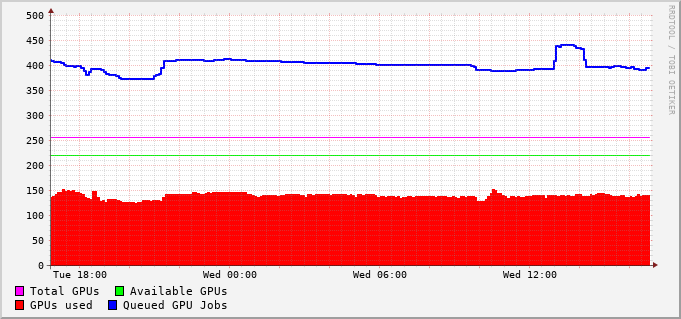 RRDTOOL / TOBI OETIKER
500
450
400
350
300
250
200
150
100
50
0
Tue 18:00 Wed 00:00 Wed 06:00 Wed 12:00
Total GPUs Available GPUs
GPUs used Queued GPU Jobs